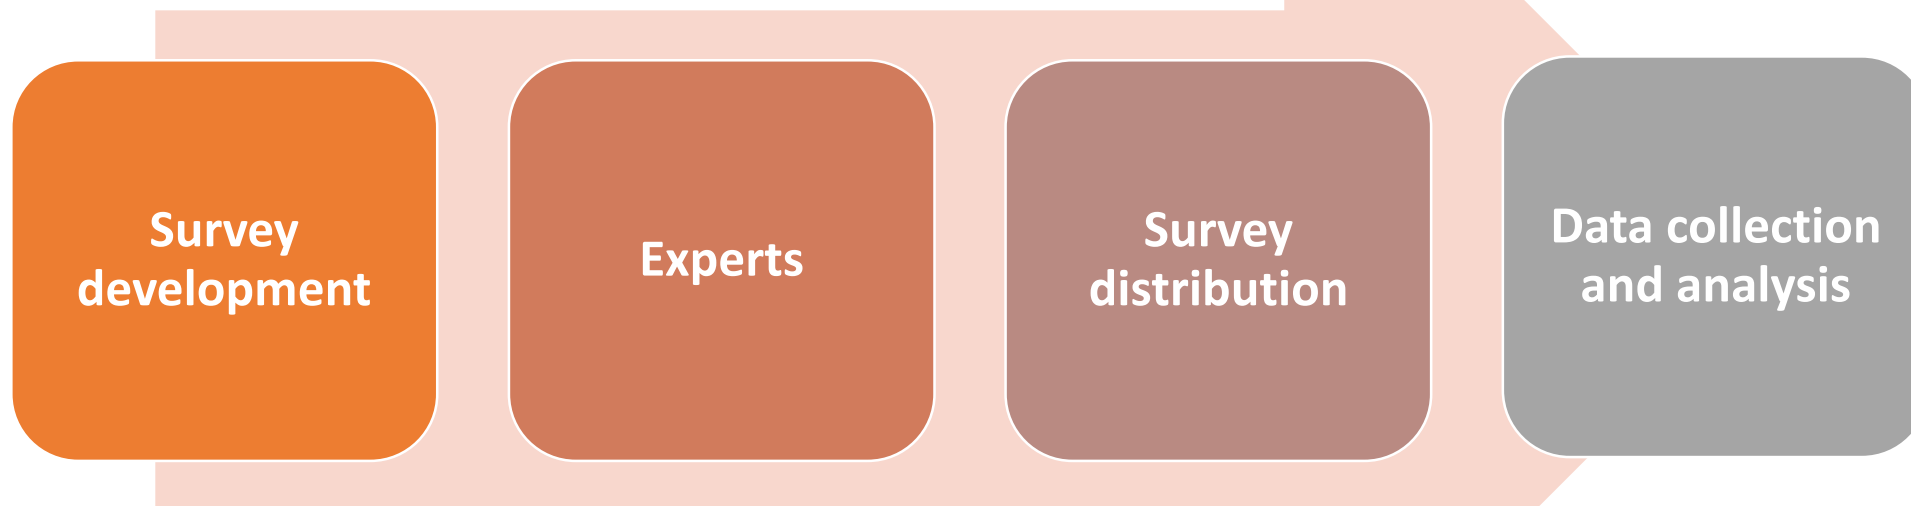 Survey
development
Experts
Survey
distribution
Data collection
and analysis